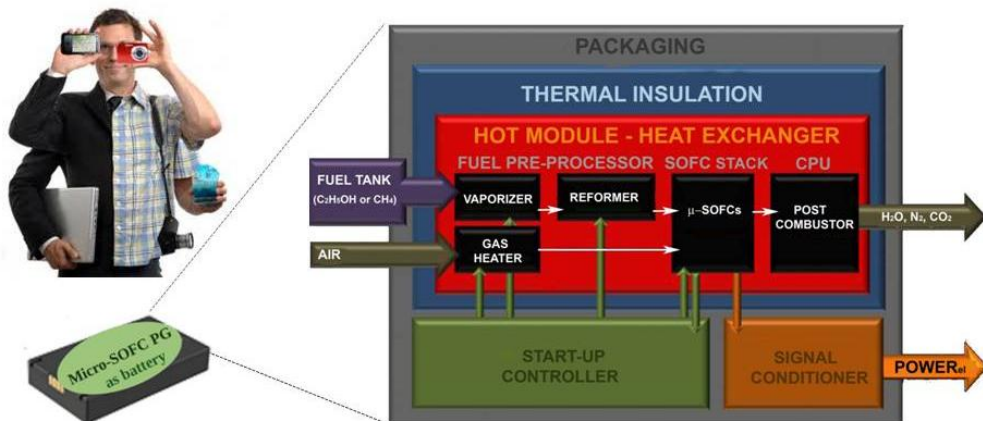 PACKAGING
THERMAL INSULATION
HOT MODULE - HEAT EXCHANGER
FUEL PRE-PROCESSOR SOFC STACK CPU
FUEL TANK
(C₂H₅OH or CH₄)
VAPORIZER
REFORMER
μ-SOFCs
POST
COMBUSTOR
H₂O, N₂, CO₂
AIR
GAS
HEATER
START-UP
CONTROLLER
SIGNAL
CONDITIONER
POWERel
Micro-SOFC PG
as battery